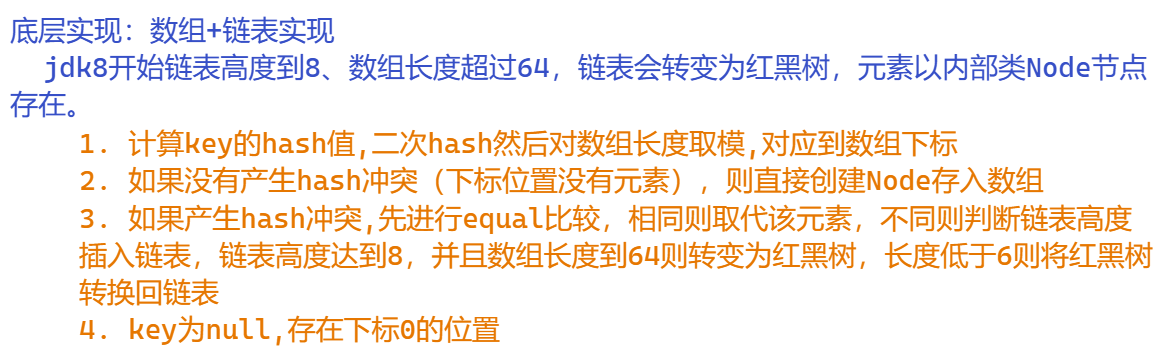 底层实现：数组+链表实现
jdk8开始链表高度到8、数组长度超过64，链表会转变为红黑树，元素以内部类Node节点
存在。
1. 计算key的hash值,二次hash然后对数组长度取模,对应到数组下标
2. 如果没有产生hash冲突（下标位置没有元素），则直接创建Node存入数组
3. 如果产生hash冲突,先进行equal比较，相同则取代该元素，不同则判断链表高度
插入链表，链表高度达到8，并且数组长度到64则转变为红黑树，长度低于6则将红黑树
转换回链表
4. key为null,存在下标0的位置